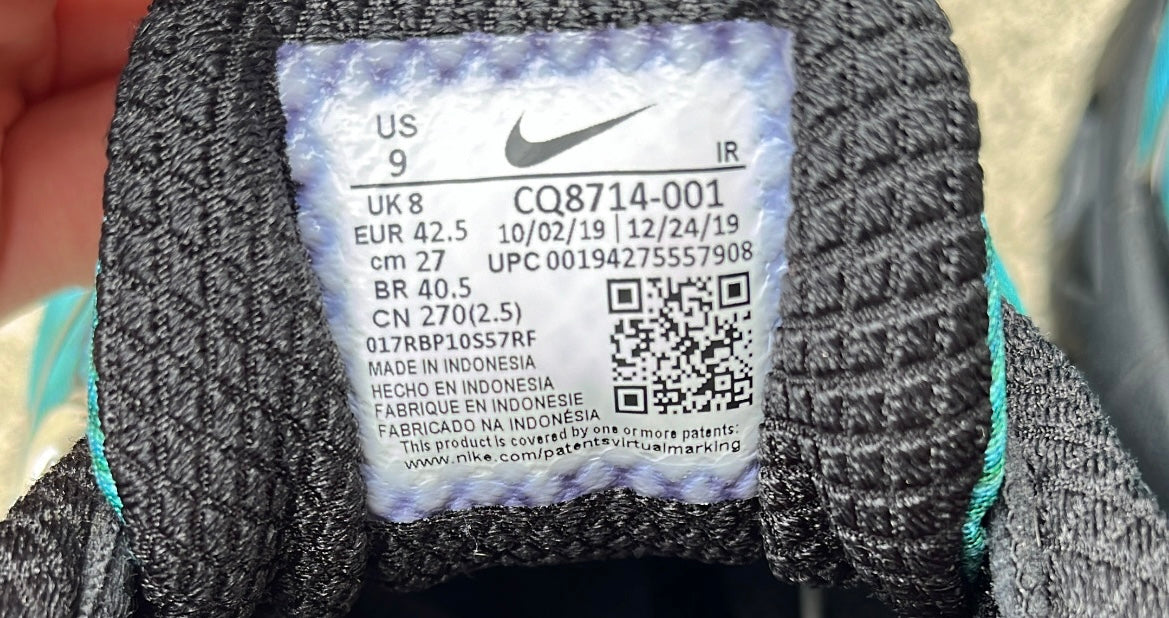 US
9
IR
UK 8
CQ8714-001
EUR 42.5
10/02/19 | 12/24/19
cm 27
UPC 00194275557908
BR 40.5
CN 270(2.5)
017RBP10S57RF
MADE IN INDONESIA
HECHO EN INDONESIA
FABRIQUE EN INDONESIE
FABRICADO NA INDONÉSIA
This product is covered by one or more patents:
www.nike.com/patentsvirtualmarking